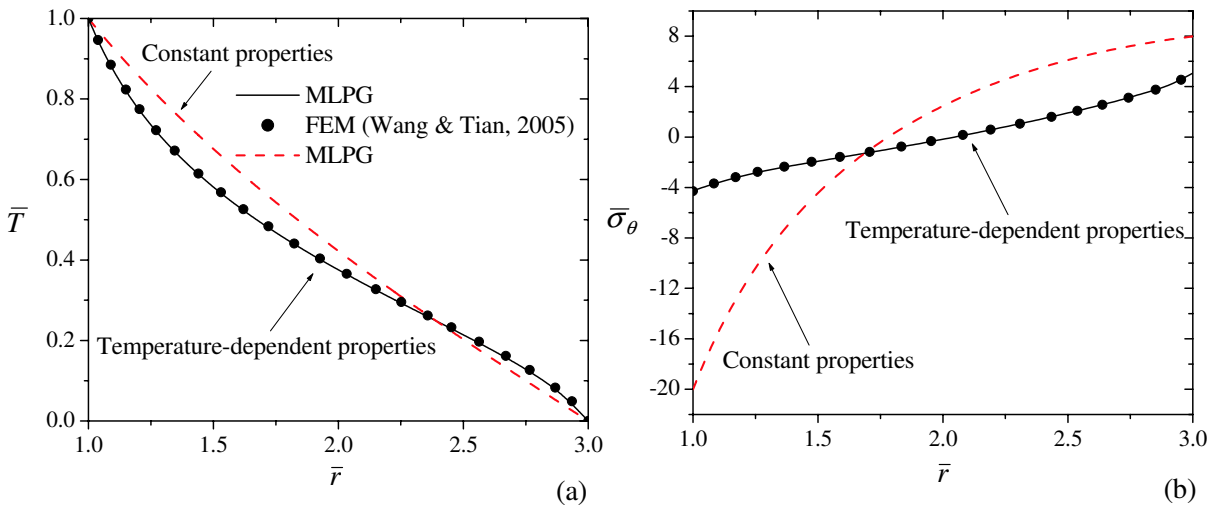 1.0
0.8
0.6
0.4
0.2
0.0
T̅
Constant properties
MLPG
FEM (Wang & Tian, 2005)
MLPG
Temperature-dependent properties
1.0
1.5
2.0
2.5
3.0
r̅
(a)
8
4
0
-4
-8
-12
-16
-20
σ̅θ
Temperature-dependent properties
Constant properties
1.0
1.5
2.0
2.5
3.0
r̅
(b)